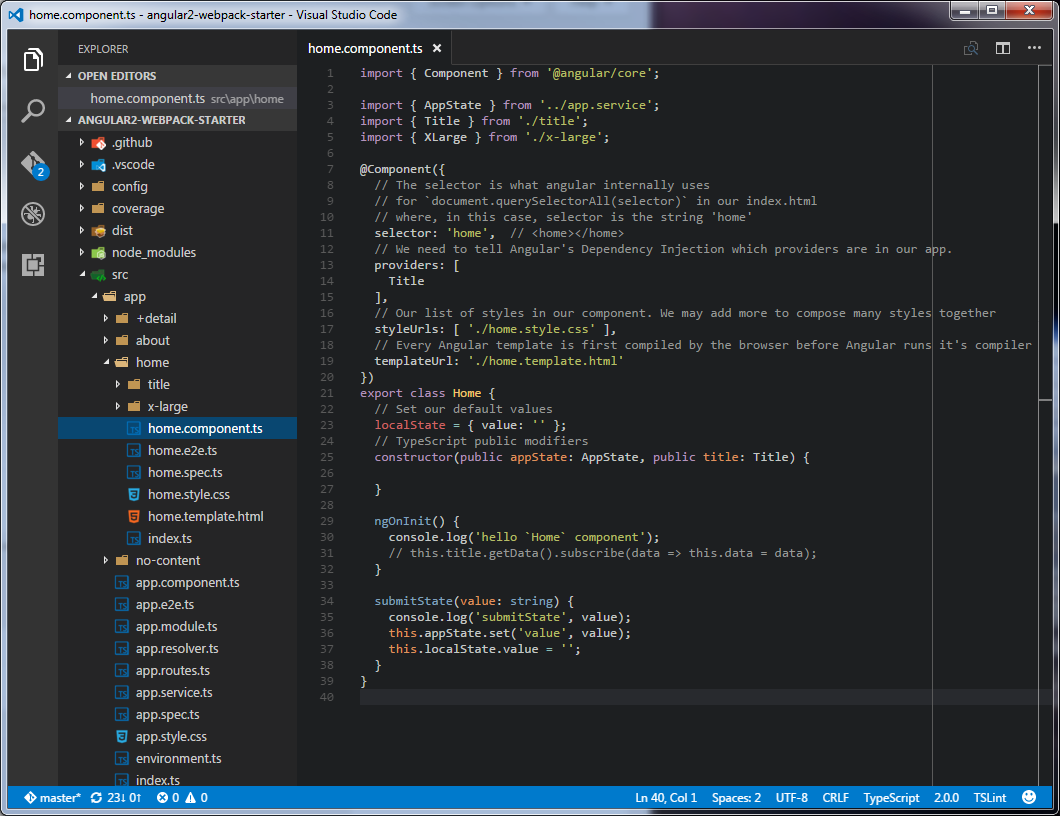 home.component.ts - angular2-webpack-starter - Visual Studio Code
EXPLORER
OPEN EDITORS
home.component.ts src\app\home
ANGULAR2-WEBPACK-STARTER
.github
.vscode
config
coverage
dist
node_modules
src
app
+detail
about
home
title
x-large
home.component.ts
home.e2e.ts
home.spec.ts
home.style.css
home.template.html
index.ts
no-content
app.component.ts
app.e2e.ts
app.module.ts
app.resolver.ts
app.routes.ts
app.service.ts
app.spec.ts
app.style.css
environment.ts
index.ts
2
home.component.ts
1 import { Component } from '@angular/core';
2
3 import { AppState } from '../app.service';
4 import { Title } from './title';
5 import { XLarge } from './x-large';
6
7 @Component({
8 // The selector is what angular internally uses
9 // for `document.querySelectorAll(selector)` in our index.html
10 // where, in this case, selector is the string 'home'
11 selector: 'home', // <home></home>
12 // We need to tell Angular's Dependency Injection which providers are in our app.
13 providers: [
14 Title
15 ],
16 // Our list of styles in our component. We may add more to compose many styles together
17 styleUrls: [ './home.style.css' ],
18 // Every Angular template is first compiled by the browser before Angular runs it's compiler
19 templateUrl: './home.template.html'
20 })
21 export class Home {
22 // Set our default values
23 localState = { value: '' };
24 // TypeScript public modifiers
25 constructor(public appState: AppState, public title: Title) {
26
27 }
28
29 ngOnInit() {
30 console.log('hello `Home` component');
31 // this.title.getData().subscribe(data => this.data = data);
32 }
33
34 submitState(value: string) {
35 console.log('submitState', value);
36 this.appState.set('value', value);
37 this.localState.value = '';
38 }
39 }
40
master* 23↓ 0↑ 0 0 Ln 40, Col 1 Spaces: 2 UTF-8 CRLF TypeScript 2.0.0 TSLint